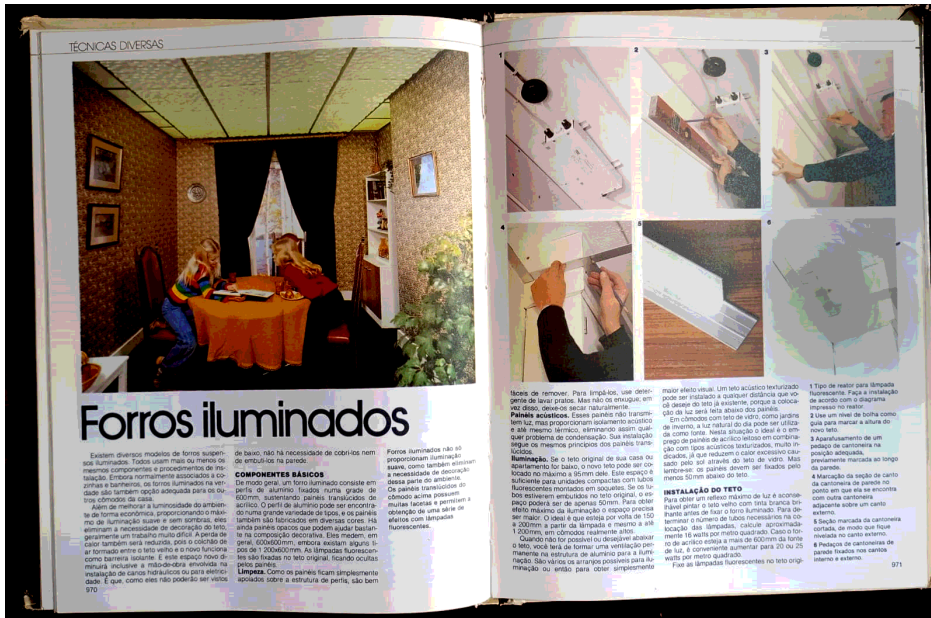 TÉCNICAS DIVERSAS
Forros iluminados
Existem diversos modelos de forros suspen-
sos iluminados. Todos usam mais ou menos os
mesmos componentes e procedimentos de ins-
talação. Embora normalmente associados a co-
zinhas e banheiros, os forros iluminados na ver-
dade são também opção adequada para os ou-
tros cômodos da casa.
Além de melhorar a luminosidade do ambien-
te de forma econômica, proporcionando o máxi-
mo de iluminação suave e sem sombras, eles
eliminam a necessidade de decoração do teto,
geralmente um trabalho muito difícil. A perda de
calor também será reduzida, pois o colchão de
ar formado entre o teto velho e o novo funciona
como barreira isolante. E este espaço novo di-
minuirá inclusive a mão-de-obra envolvida na
instalação de canos hidráulicos ou para eletrici-
dade. É que, como eles não poderão ser vistos
970
de baixo, não há necessidade de cobri-los nem
de embuti-los na parede.
COMPONENTES BÁSICOS
De modo geral, um forro iluminado consiste em
perfis de alumínio fixados numa grade de
600mm, sustentando painéis translúcidos de
acrílico. O perfil de alumínio pode ser encontra-
do numa grande variedade de tipos, e os painéis
também são fabricados em diversas cores. Há
ainda painéis opacos que podem ajudar bastan-
te na composição decorativa. Eles medem, em
geral, 600x600mm, embora existam alguns ti-
pos de 1 200x600mm. As lâmpadas fluorescen-
tes são fixadas no teto original, ficando ocultas
pelos painéis.
Limpeza. Como os painéis ficam simplesmente
apoiados sobre a estrutura de perfis, são bem
Forros iluminados não só
proporcionam iluminação
suave, como também eliminam
a necessidade de decoração
dessa parte do ambiente.
Os painéis translúcidos do
cômodo acima possuem
muitas facetas e permitem a
obtenção de uma série de
efeitos com lâmpadas
fluorescentes.
1
2
3
4
5
6
fáceis de remover. Para limpá-los, use deter-
gente de lavar pratos. Mas não os enxugue; em
vez disso, deixe-os secar naturalmente.
Painéis acústicos. Esses painéis não transmi-
tem luz, mas proporcionam isolamento acústico
e até mesmo térmico, eliminando assim qual-
quer problema de condensação. Sua instalação
segue os mesmos princípios dos painéis trans-
lúcidos.
Iluminação. Se o teto original de sua casa ou
apartamento for baixo, o novo teto pode ser co-
locado no máximo a 95mm dele. Este espaço é
suficiente para unidades compactas com tubos
fluorescentes montados em soquetes. Se os tu-
bos estiverem embutidos no teto original, o es-
paço poderá ser de apenas 50mm. Para obter
efeito máximo da iluminação o espaço precisa
ser maior. O ideal é que esteja por volta de 150
a 200mm a partir da lâmpada e mesmo a até
1 200mm, em cômodos realmente altos.
Quando não for possível ou desejável abaixar
o teto, você terá de formar uma ventilação per-
manente na estrutura de alumínio para a ilumi-
nação. São vários os arranjos possíveis para ilu-
minação ou então para obter simplesmente
maior efeito visual. Um teto acústico texturizado
pode ser instalado a qualquer distância que vo-
cê deseje do teto já existente, porque a coloca-
ção da luz será feita abaixo dos painéis.
Em cômodos com teto de vidro, como jardins
de inverno, a luz natural do dia pode ser utiliza-
da como fonte. Nesta situação o ideal é o em-
prego de painéis de acrílico leitoso em combina-
ção com tipos acústicos texturizados, muito in-
dicados, já que reduzem o calor excessivo cau-
sado pelo sol através do teto de vidro. Mas
lembre-se: os painéis devem ser fixados pelo
menos 50mm abaixo do teto.
INSTALAÇÃO DO TETO
Para obter um reflexo máximo de luz é aconse-
lhável pintar o teto velho com tinta branca bri-
lhante antes de fixar o forro iluminado. Para de-
terminar o número de tubos necessários na co-
locação das lâmpadas, calcule aproximada-
mente 16 watts por metro quadrado. Caso o for-
ro de acrílico esteja a mais de 600mm da fonte
de luz, é conveniente aumentar para 20 ou 25
watts por metro quadrado.
Fixe as lâmpadas fluorescentes no teto origi-
1 Tipo de reator para lâmpada
fluorescente. Faça a instalação
de acordo com o diagrama
impresso no reator.
2 Use um nível de bolha como
guia para marcar a altura do
novo teto.
3 Aparafusamento de um
pedaço de cantoneira na
posição adequada,
previamente marcada ao longo
da parede.
4 Marcação da seção de canto
da cantoneira de parede no
ponto em que ela se encontra
com outra cantoneira
adjacente sobre um canto
externo.
5 Seção marcada da cantoneira
cortada, de modo que fique
nivelada no canto externo.
6 Pedaços de cantoneiras de
parede fixados nos cantos
interno e externo.
971